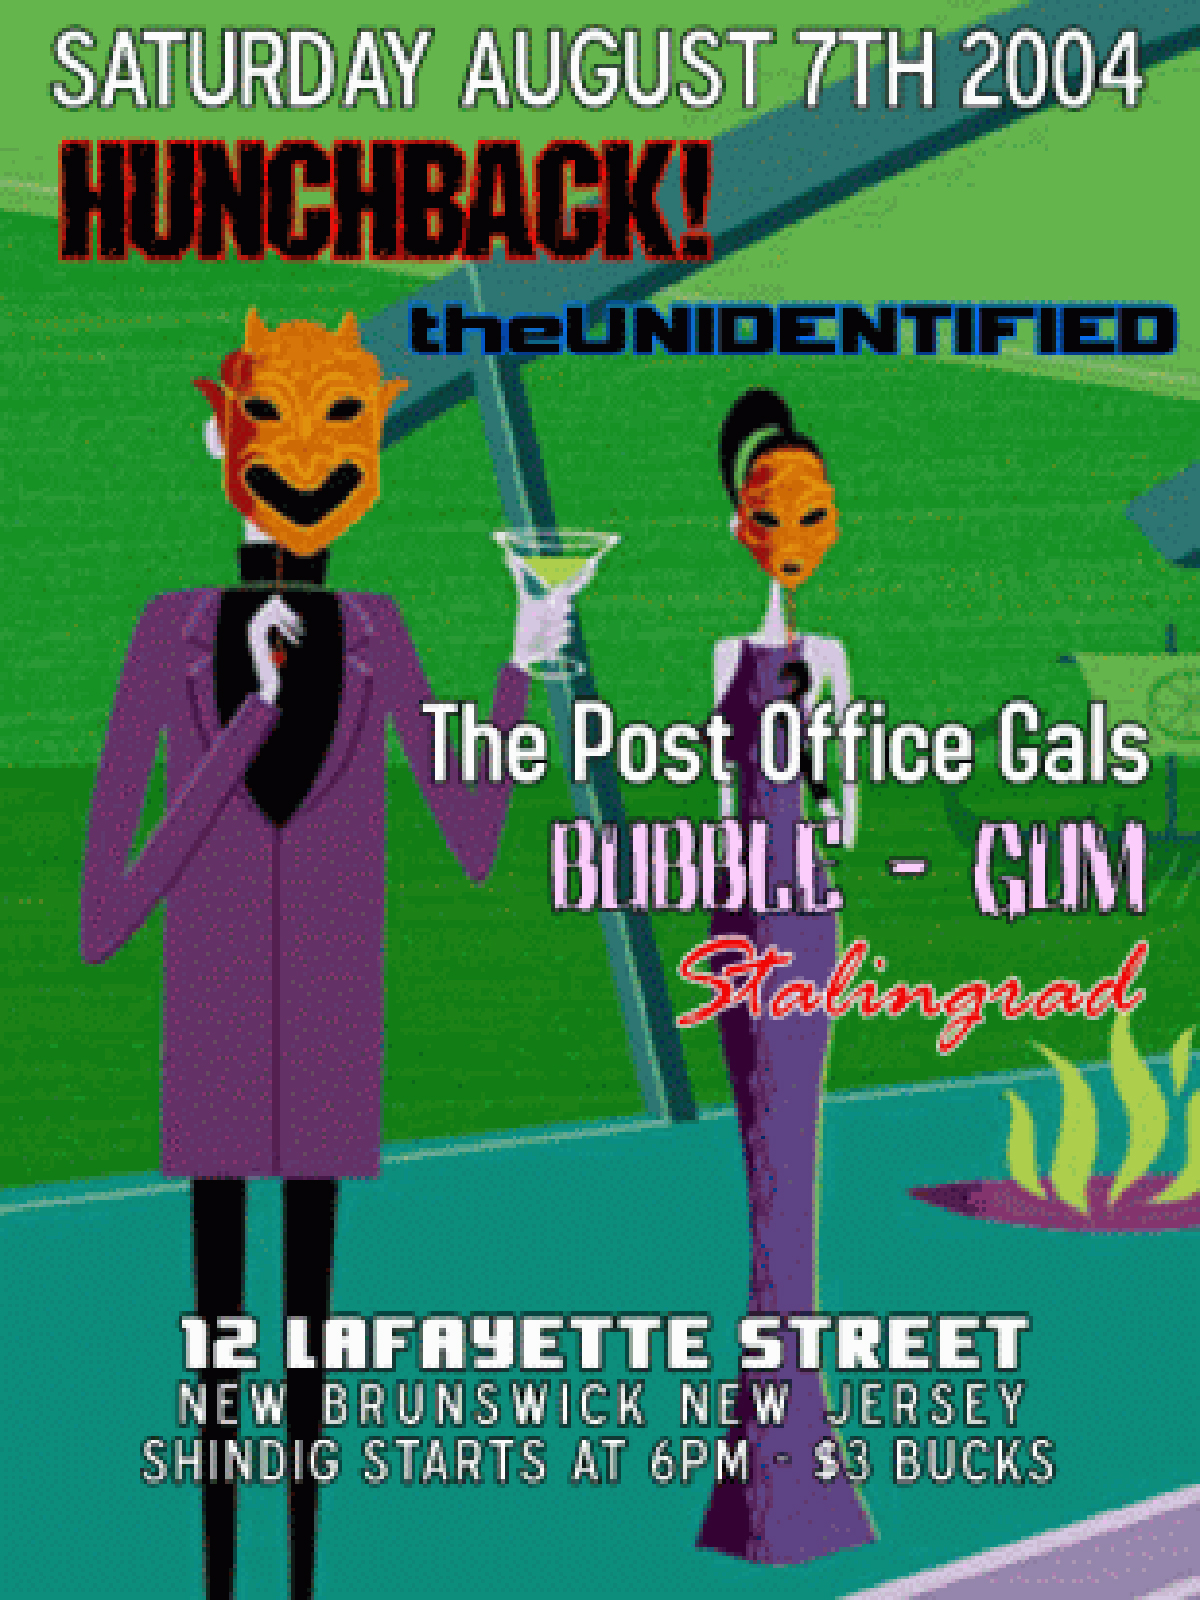 SATURDAY AUGUST 7TH 2004
HUNCHBACK!
theUNIDENTIFIED
The Post Office Gals
BUBBLE - GUM
Stalingrad
12 LAFAYETTE STREET
NEW BRUNSWICK NEW JERSEY
SHINDIG STARTS AT 6PM - $3 BUCKS